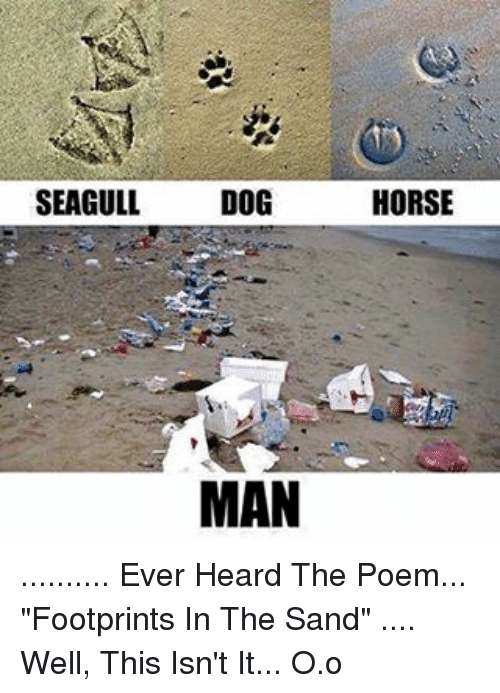 SEAGULL DOG HORSE
MAN
.......... Ever Heard The Poem...
"Footprints In The Sand" ....
Well, This Isn't It... O.o